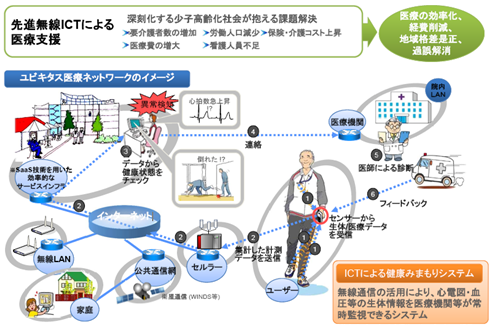 先進無線ICTによる
医療支援
深刻化する少子高齢化社会が抱える課題解決
➢要介護者数の増加 ➢労働人口減少 ➢保険・介護コスト上昇
➢医療費の増大 ➢看護人員不足
医療の効率化、
経費削減、
地域格差是正、
過誤解消
ユビキタス医療ネットワークのイメージ
異常検知
心拍数急上昇
!?
院内
LAN
医療機関
4
連絡
3
データから
健康状態を
チェック
倒れた !?
5
医師による診断
※SaaS技術を用いた
効率的な
サービスインフラ
6
フィードバック
1
1
1
センサーから
生体/医療データ
を受信
2
インターネット
2
2
2
集計した計測
データを送信
無線LAN
公共通信網
セルラー
ユーザー
家庭
衛星通信 (WINDS等)
ICTによる健康みまもりシステム
無線通信の活用により、心電図・血
圧等の生体情報を医療機関等が常
時監視できるシステム